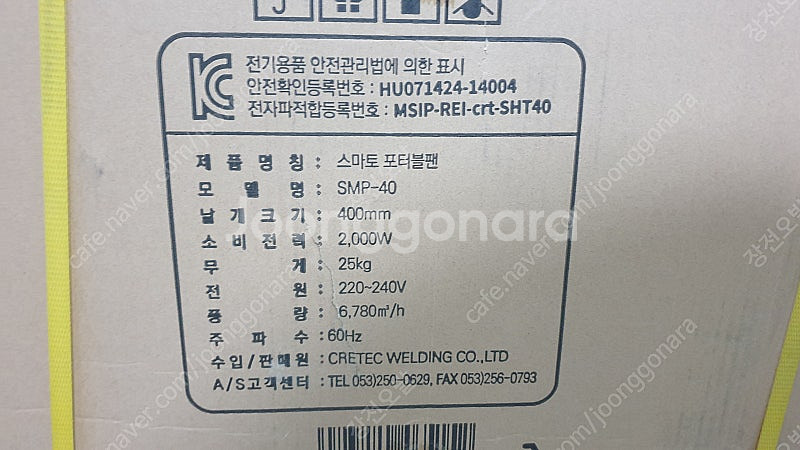 전기용품 안전관리법에 의한 표시
안전확인등록번호 : HU071424-14004
전자파적합등록번호 : MSIP-REI-crt-SHT40
제 품 명 칭 : 스마토 포터블팬
모 델 명 : SMP-40
날 개 크 기 : 400mm
소 비 전 력 : 2,000W
무 게 : 25kg
전 원 : 220~240V
풍 량 : 6,780㎥/h
주 파 수 : 60Hz
수입/판매원 : CRETEC WELDING CO.,LTD
A/S고객센터 : TEL 053)250-0629, FAX 053)256-0793
joonggonara
cafe.naver.com/joonggonara